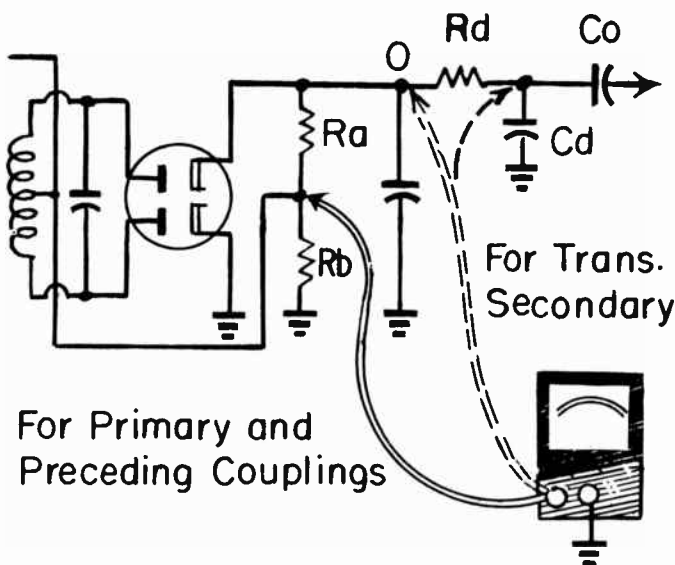 Rd
Co
O
Ra
Cd
Rb
For Trans.
Secondary
For Primary and
Preceding Couplings